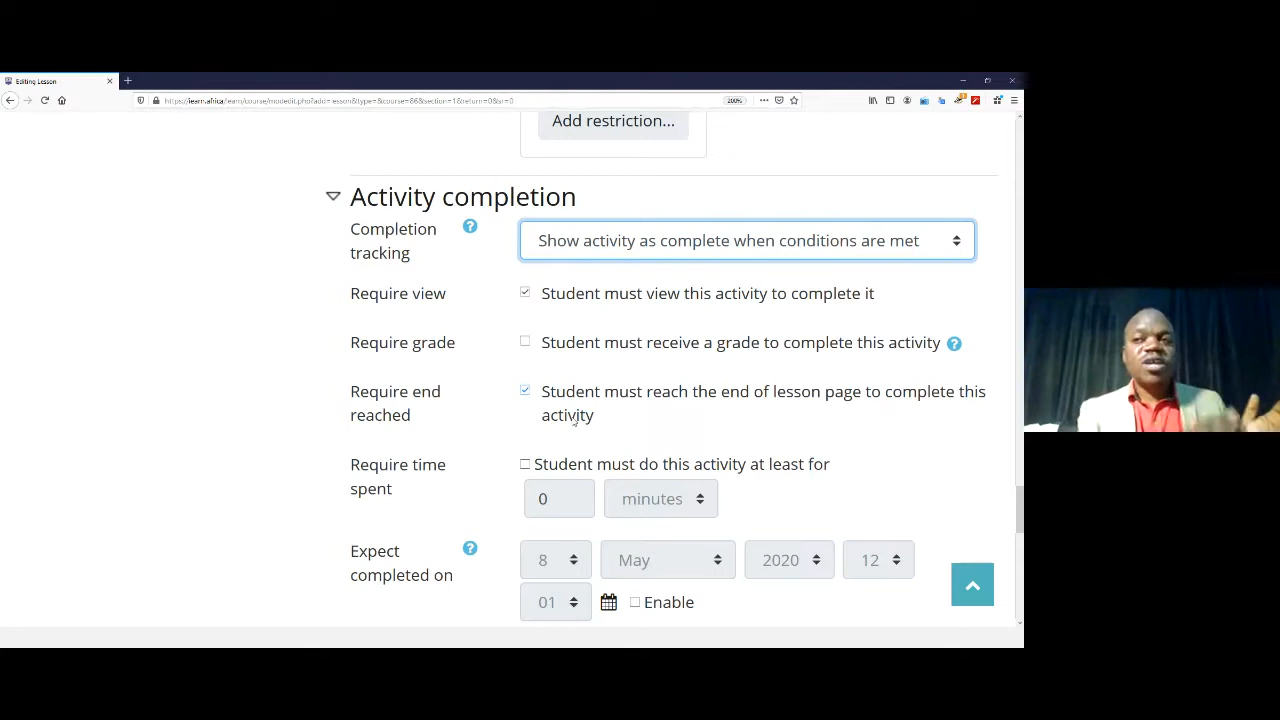 Editing Lesson
https://iearn.africa/learn/course/modedit.php?add=lesson&type=&course=86&section=1&return=0&sr=0
200%
Add restriction...
Activity completion
Completion tracking
Show activity as complete when conditions are met
Require view
Student must view this activity to complete it
Require grade
Student must receive a grade to complete this activity
Require end reached
Student must reach the end of lesson page to complete this
activity
Require time spent
Student must do this activity at least for
0 minutes
Expect completed on
8 May 2020 12
01 Enable